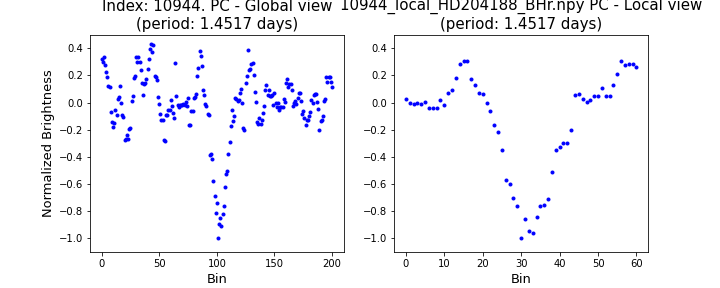 Index: 10944. PC - Global view
(period: 1.4517 days)
10944_local_HD204188_BHr.npy PC - Local view
(period: 1.4517 days)
Normalized Brightness
0.4
0.2
0.0
−0.2
−0.4
−0.6
−0.8
−1.0
0 50 100 150 200
Bin
0.4
0.2
0.0
−0.2
−0.4
−0.6
−0.8
−1.0
0 10 20 30 40 50 60
Bin